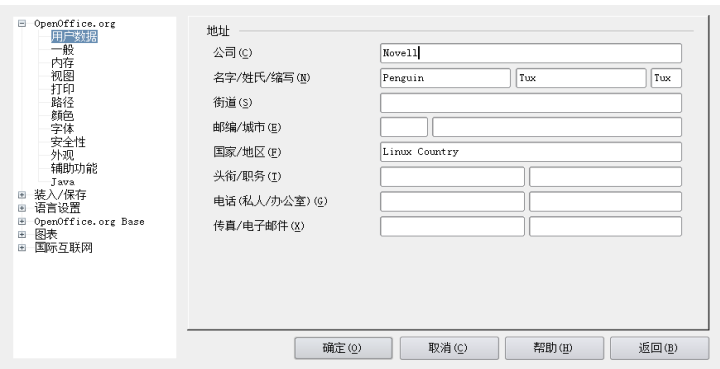 OpenOffice.org
用户数据
一般
内存
视图
打印
路径
颜色
字体
安全性
外观
辅助功能
Java
装入/保存
语言设置
OpenOffice.org Base
图表
国际互联网
地址
公司(C) Novell
名字/姓氏/缩写(N) Penguin Tux Tux
街道(S)
邮编/城市(E)
国家/地区(F) Linux Country
头衔/职务(T)
电话(私人/办公室)(G)
传真/电子邮件(X)
确定(O) 取消(C) 帮助(H) 返回(B)